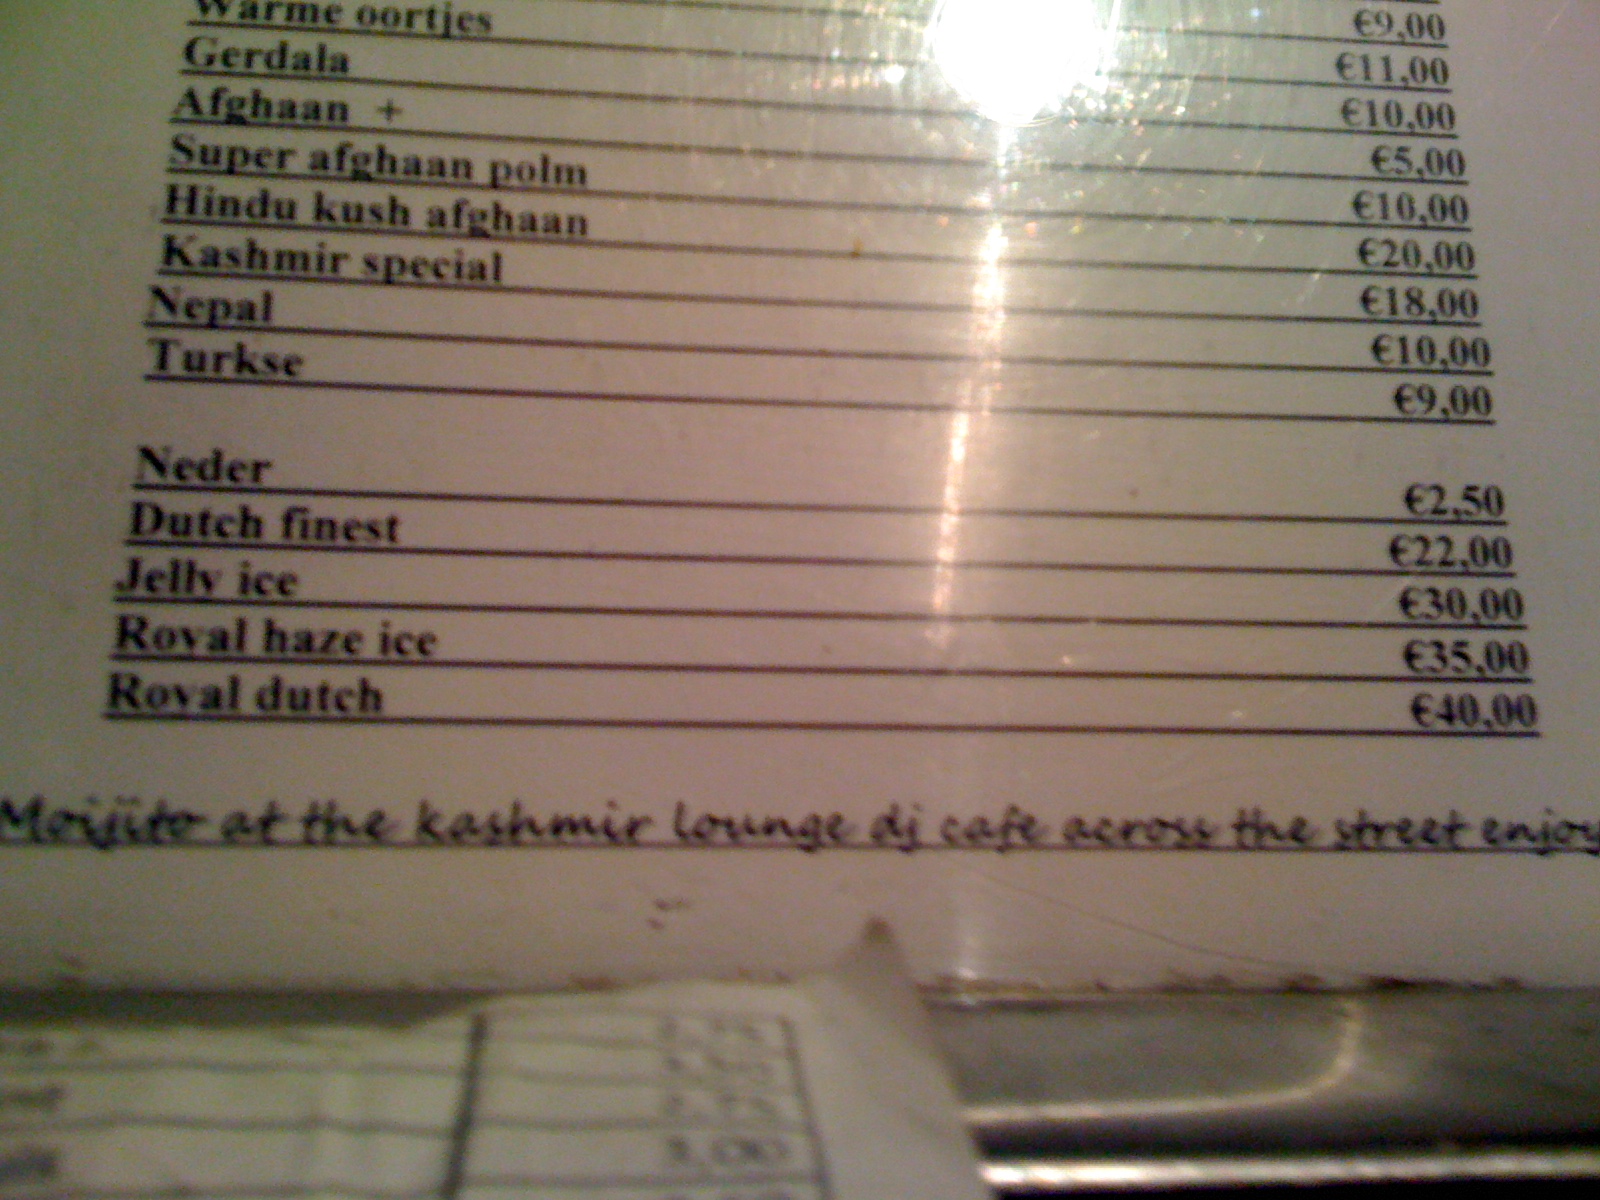 €9,00
Warme oortjes €11,00
Gerdala €10,00
Afghaan + €5,00
Super afghaan polm €10,00
Hindu kush afghaan €20,00
Kashmir special €18,00
Nepal €10,00
Turkse €9,00
Neder €2,50
Dutch finest €22,00
Jelly ice €30,00
Royal haze ice €35,00
Royal dutch €40,00
Moijito at the kashmir lounge dj cafe across the street enjoy